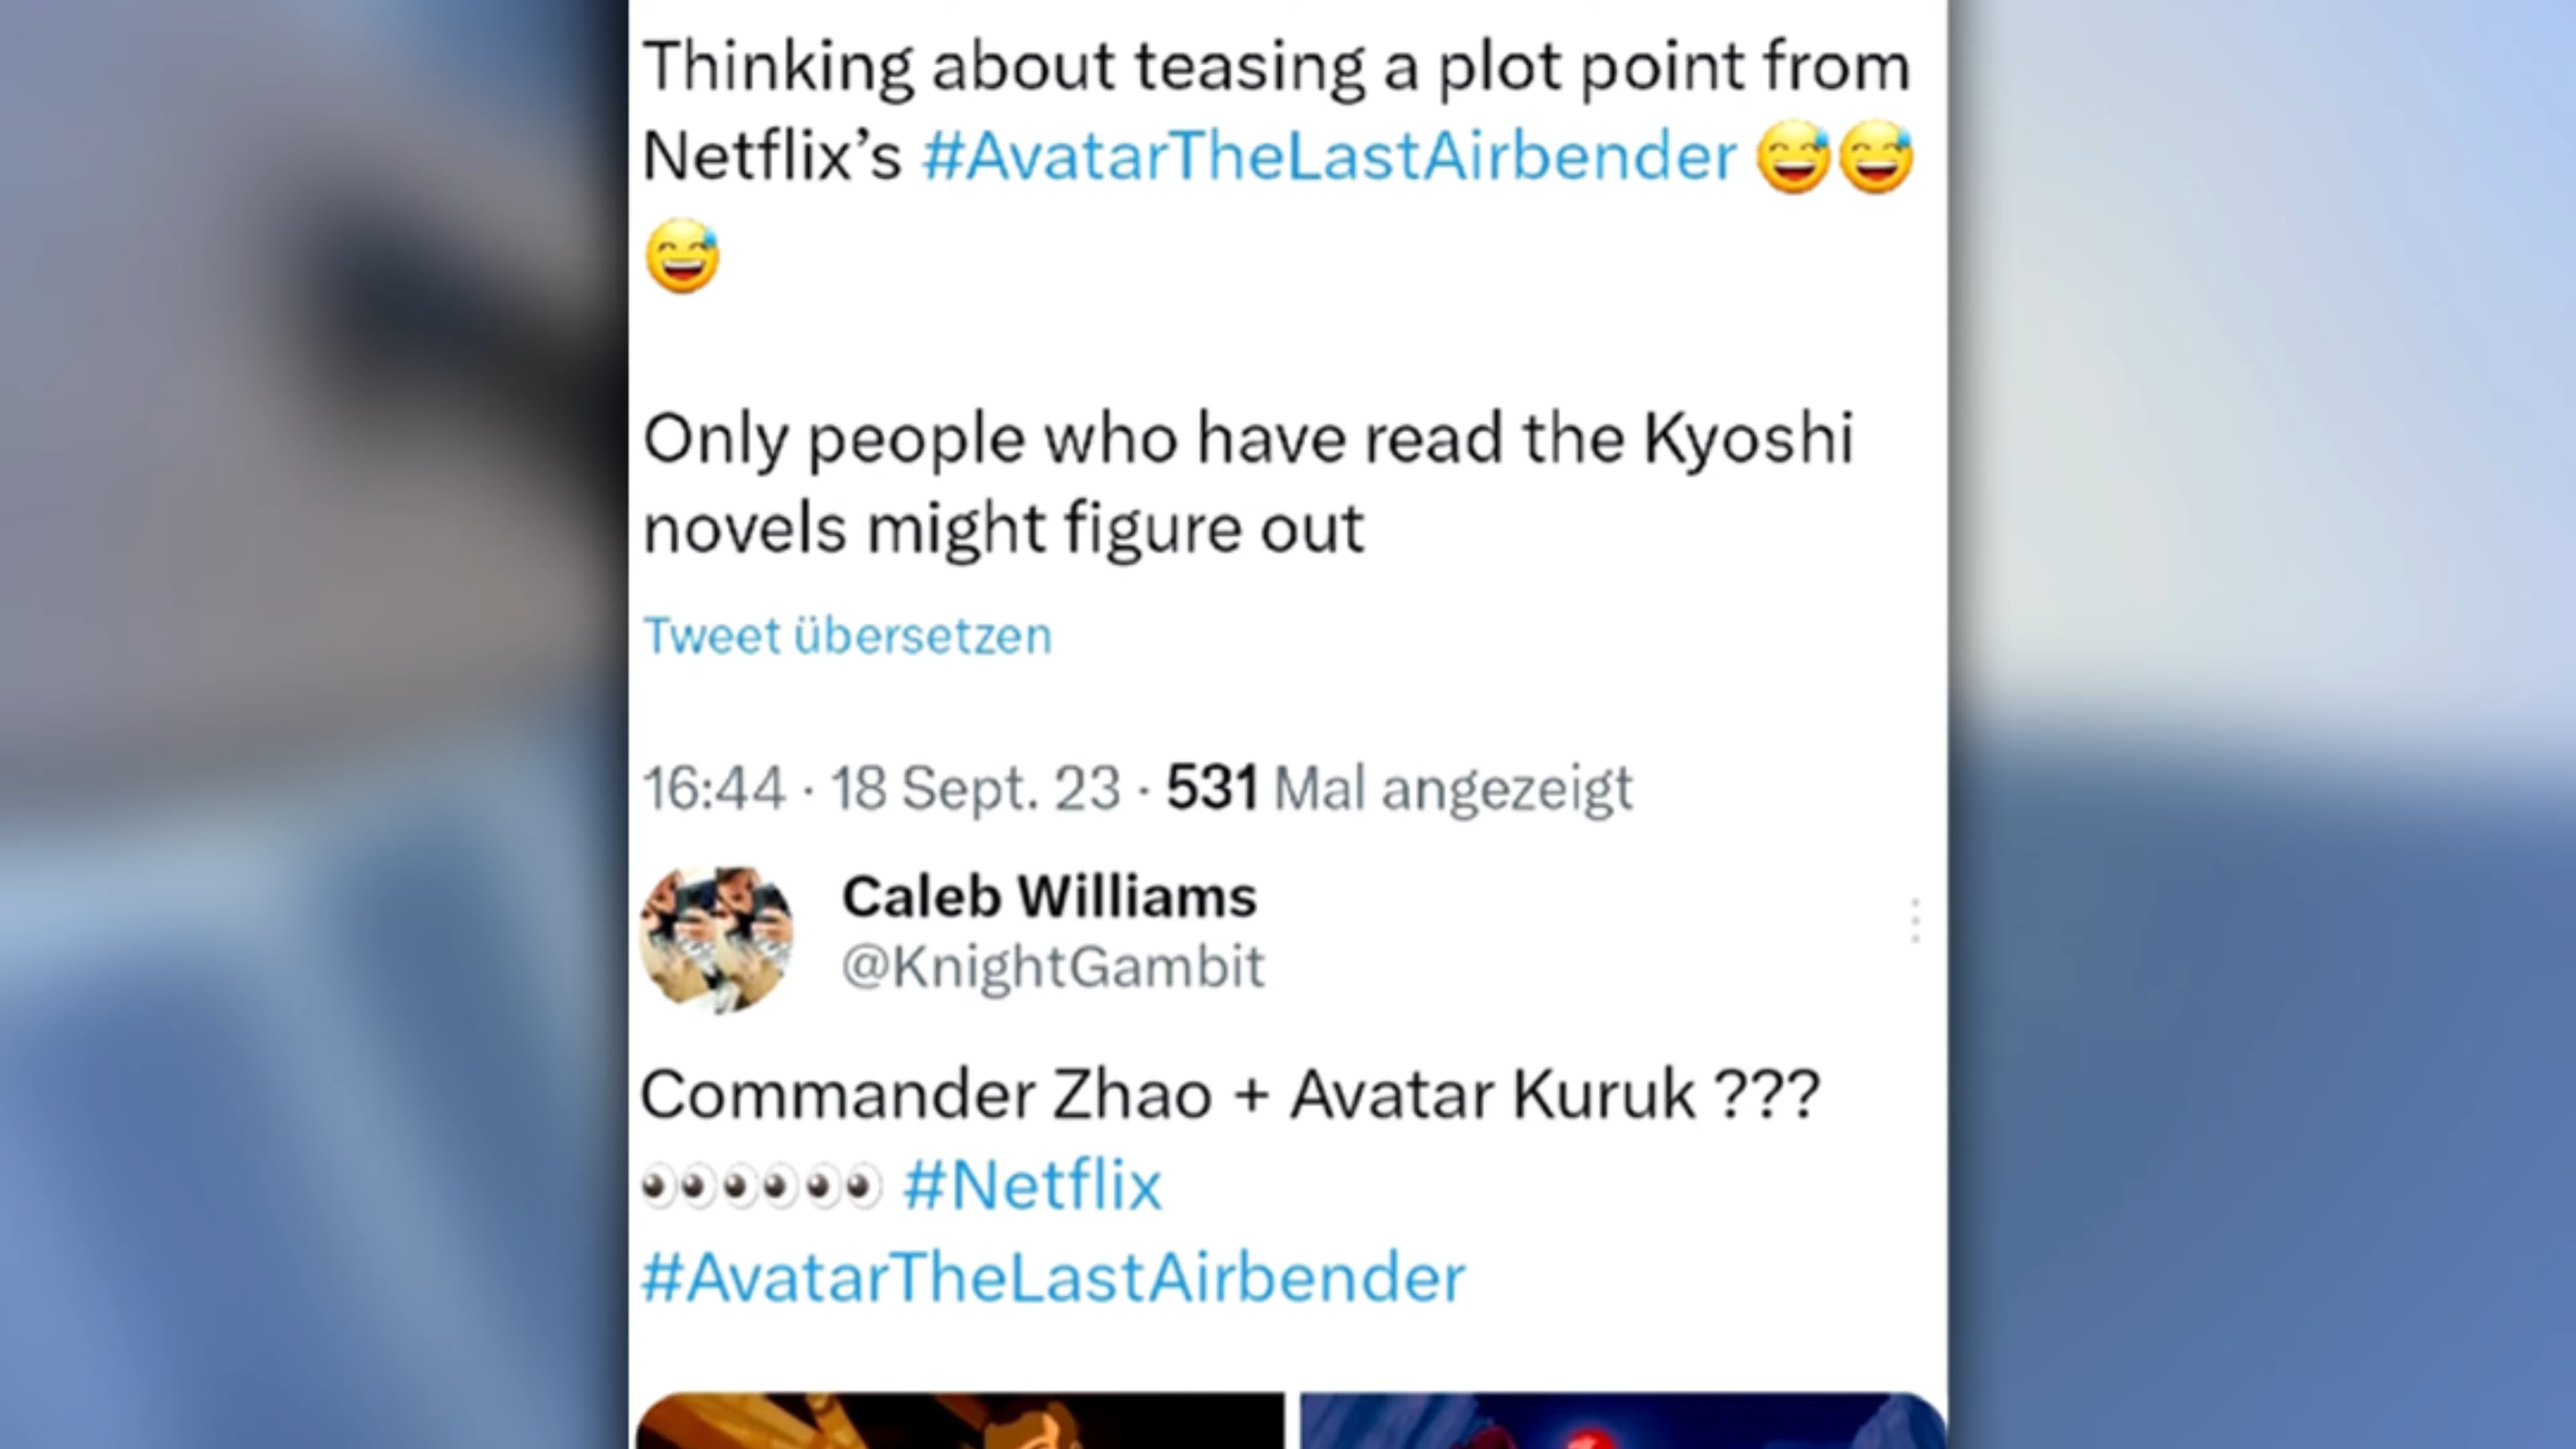 Thinking about teasing a plot point from
Netflix’s #AvatarTheLastAirbender 😅😅
😅
Only people who have read the Kyoshi
novels might figure out
Tweet übersetzen
16:44 · 18 Sept. 23 · 531 Mal angezeigt
Caleb Williams
@KnightGambit
Commander Zhao + Avatar Kuruk ???
👀👀👀 #Netflix
#AvatarTheLastAirbender